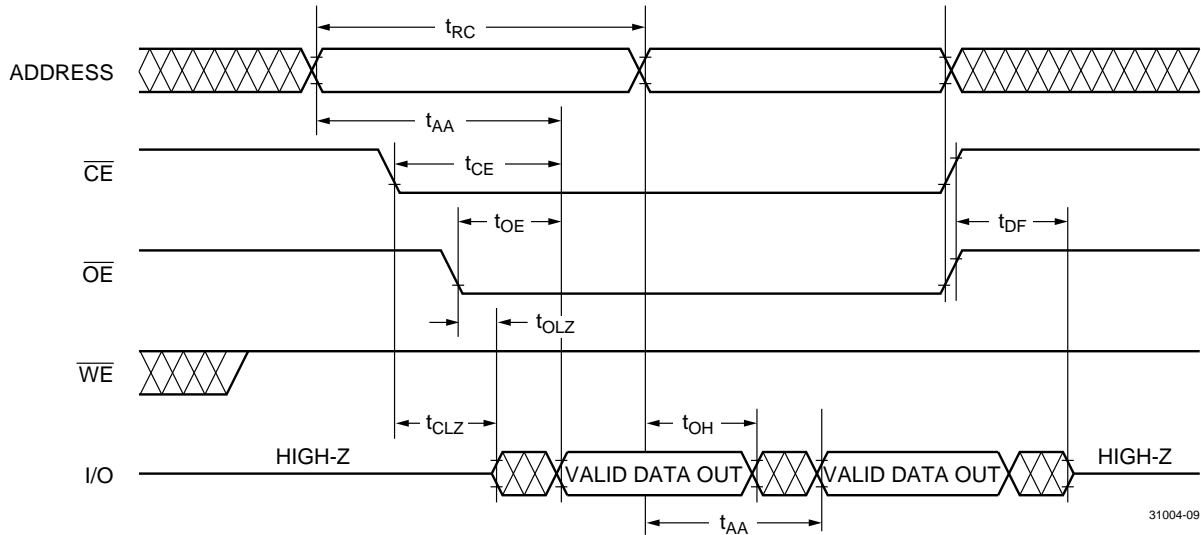 tRC
ADDRESS
tAA
CE
tCE
tOE
tDF
OE
tOLZ
WE
tCLZ
tOH
HIGH-Z
I/O
VALID DATA OUT
VALID DATA OUT
HIGH-Z
tAA
31004-09